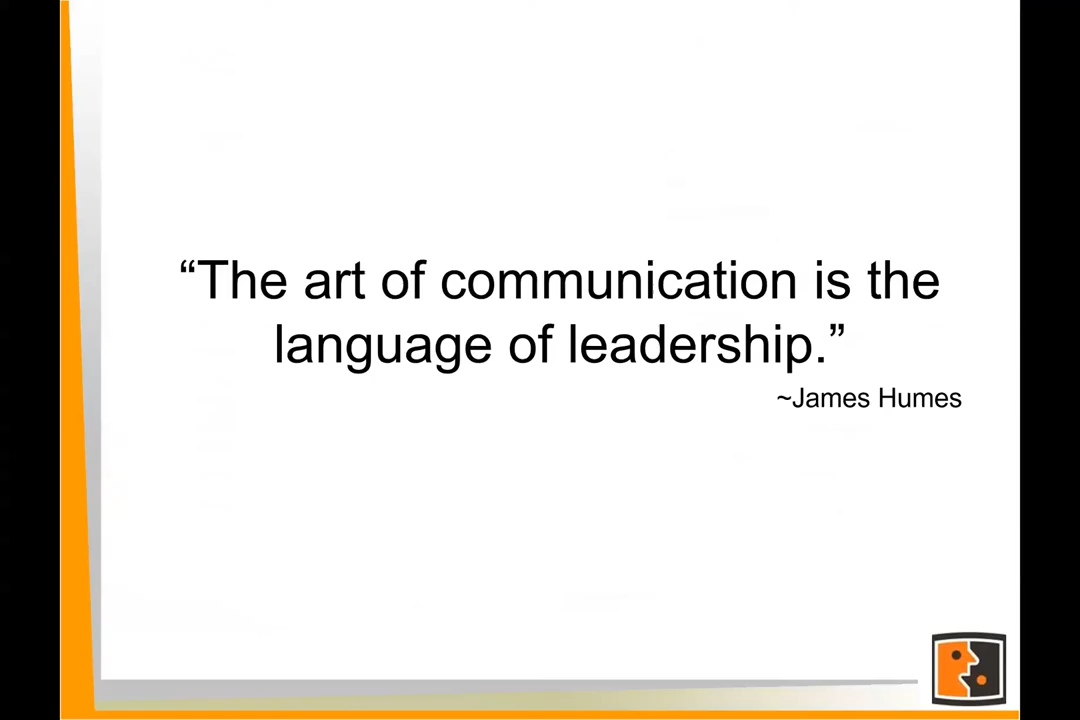 “The art of communication is the
language of leadership.”
~James Humes